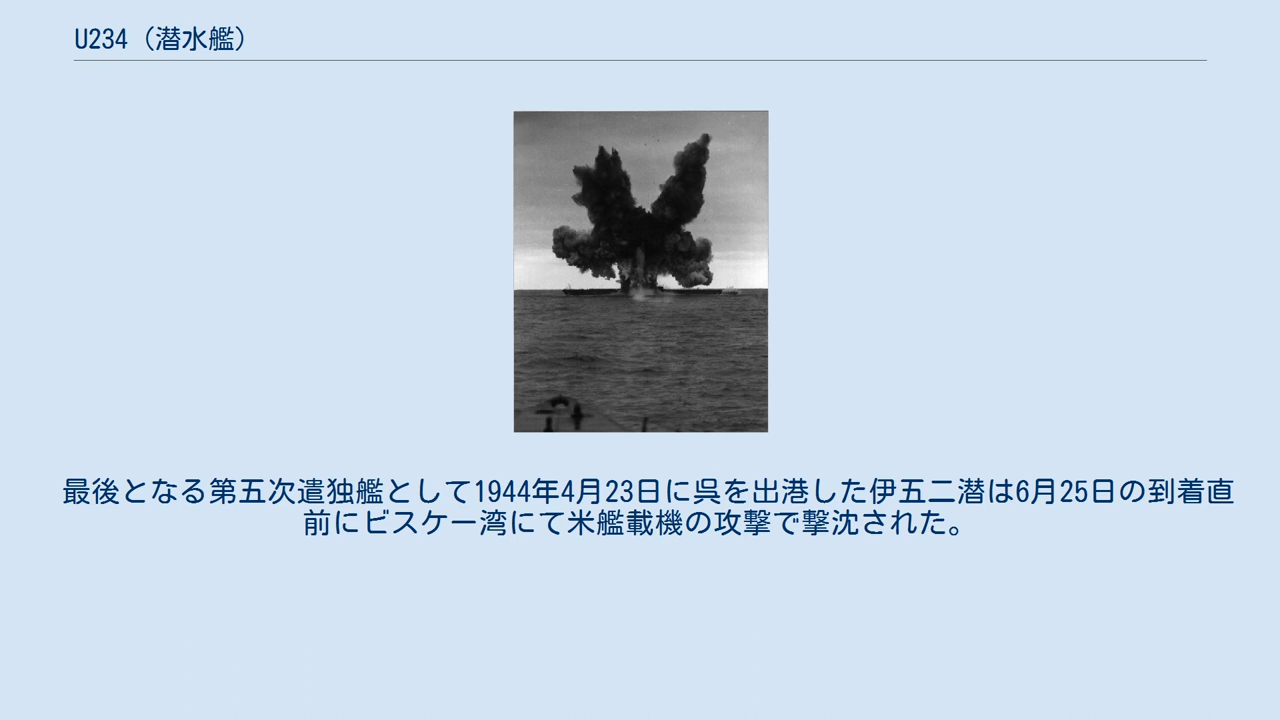 U234（潜水艦）
最後となる第五次遣独艦として1944年4月23日に呉を出港した伊五二潜は6月25日の到着直
前にビスケー湾にて米艦載機の攻撃で撃沈された。